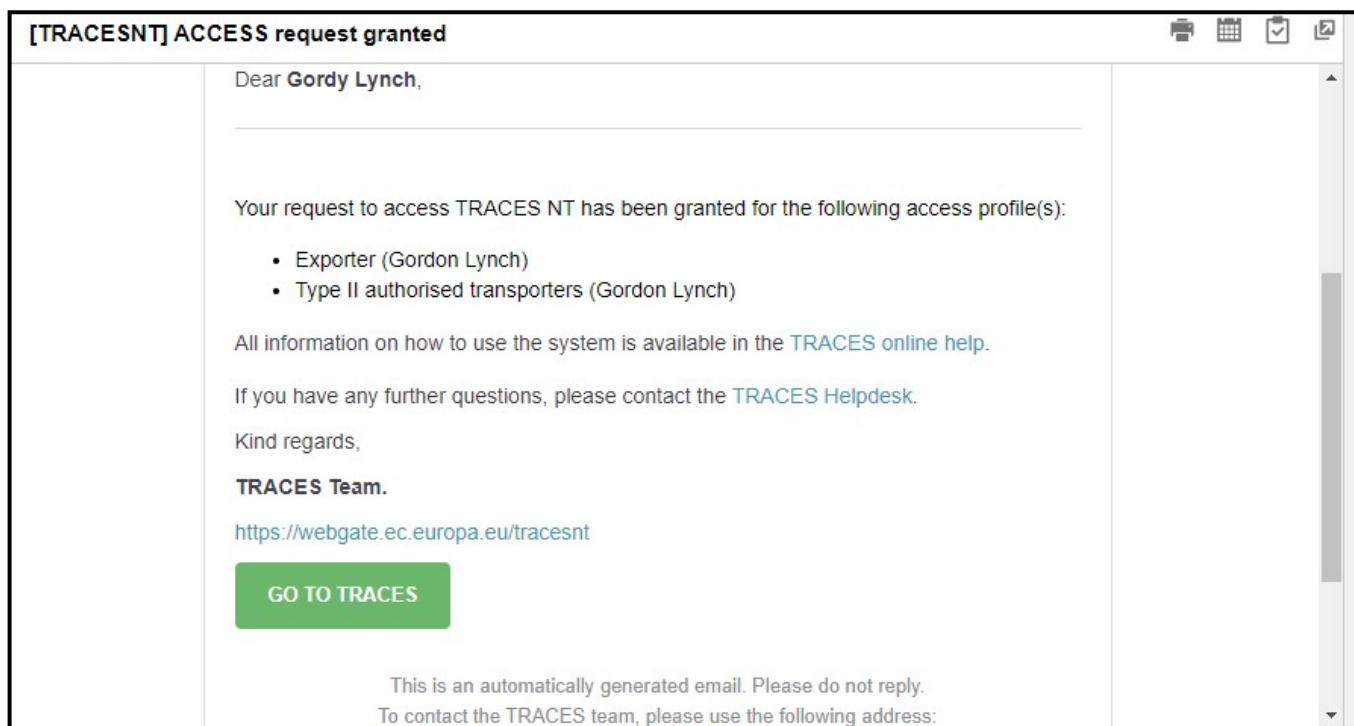 [TRACESNT] ACCESS request granted
Dear Gordy Lynch,
Your request to access TRACES NT has been granted for the following access profile(s):
• Exporter (Gordon Lynch)
• Type II authorised transporters (Gordon Lynch)
All information on how to use the system is available in the TRACES online help.
If you have any further questions, please contact the TRACES Helpdesk.
Kind regards,
TRACES Team.
https://webgate.ec.europa.eu/tracesnt
GO TO TRACES
This is an automatically generated email. Please do not reply.
To contact the TRACES team, please use the following address: